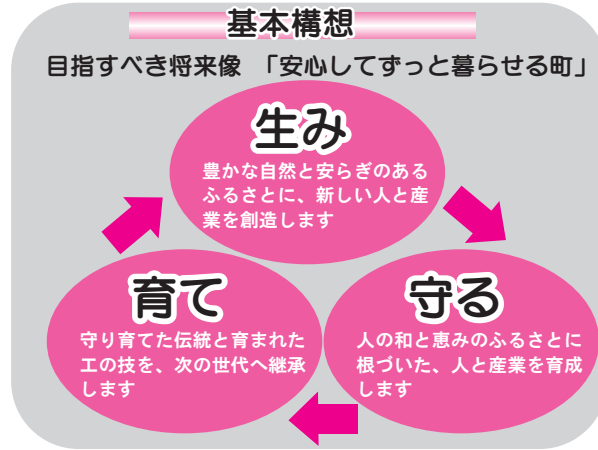 基本構想
目指すべき将来像 「安心してずっと暮らせる町」
生み
豊かな自然と安らぎのある
ふるさとに、新しい人と産
業を創造します
育て
守り育てた伝統と育まれた
工の技を、次の世代へ継承
します
守る
人の和と恵みのふるさとに
根づいた、人と産業を育成
します